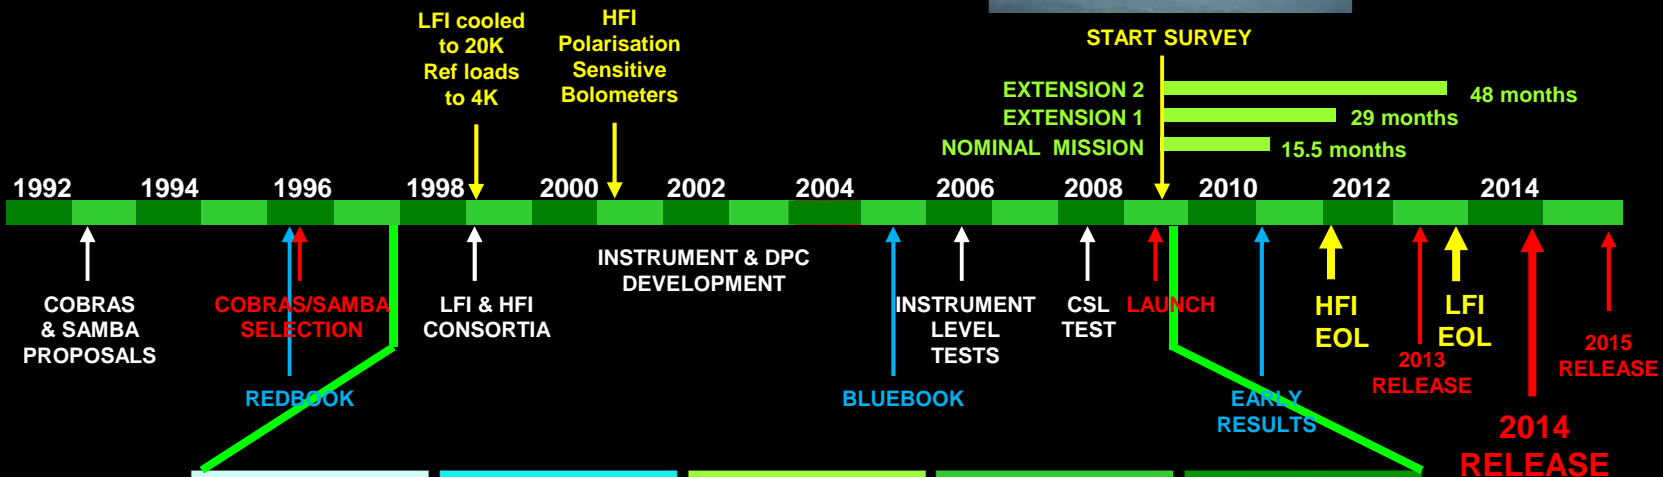 LFI cooled
to 20K
Ref loads
to 4K
HFI
Polarisation
Sensitive
Bolometers
START SURVEY
EXTENSION 2
48 months
EXTENSION 1
29 months
NOMINAL MISSION
15.5 months
1992 1994 1996 1998 2000 2002 2004 2006 2008 2010 2012 2014
COBRAS
& SAMBA
PROPOSALS
COBRAS/SAMBA
SELECTION
REDBOOK
LFI & HFI
CONSORTIA
INSTRUMENT & DPC
DEVELOPMENT
BLUEBOOK
INSTRUMENT
LEVEL
TESTS
CSL
TEST
LAUNCH
EARLY
RESULTS
HFI
EOL
2013
RELEASE
LFI
EOL
2014
RELEASE
2015
RELEASE